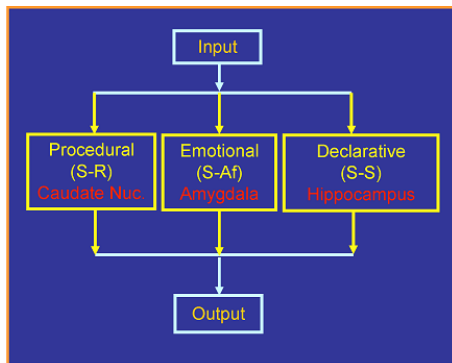 Input
Procedural
(S-R)
Caudate Nuc.
Emotional
(S-Af)
Amygdala
Declarative
(S-S)
Hippocampus
Output